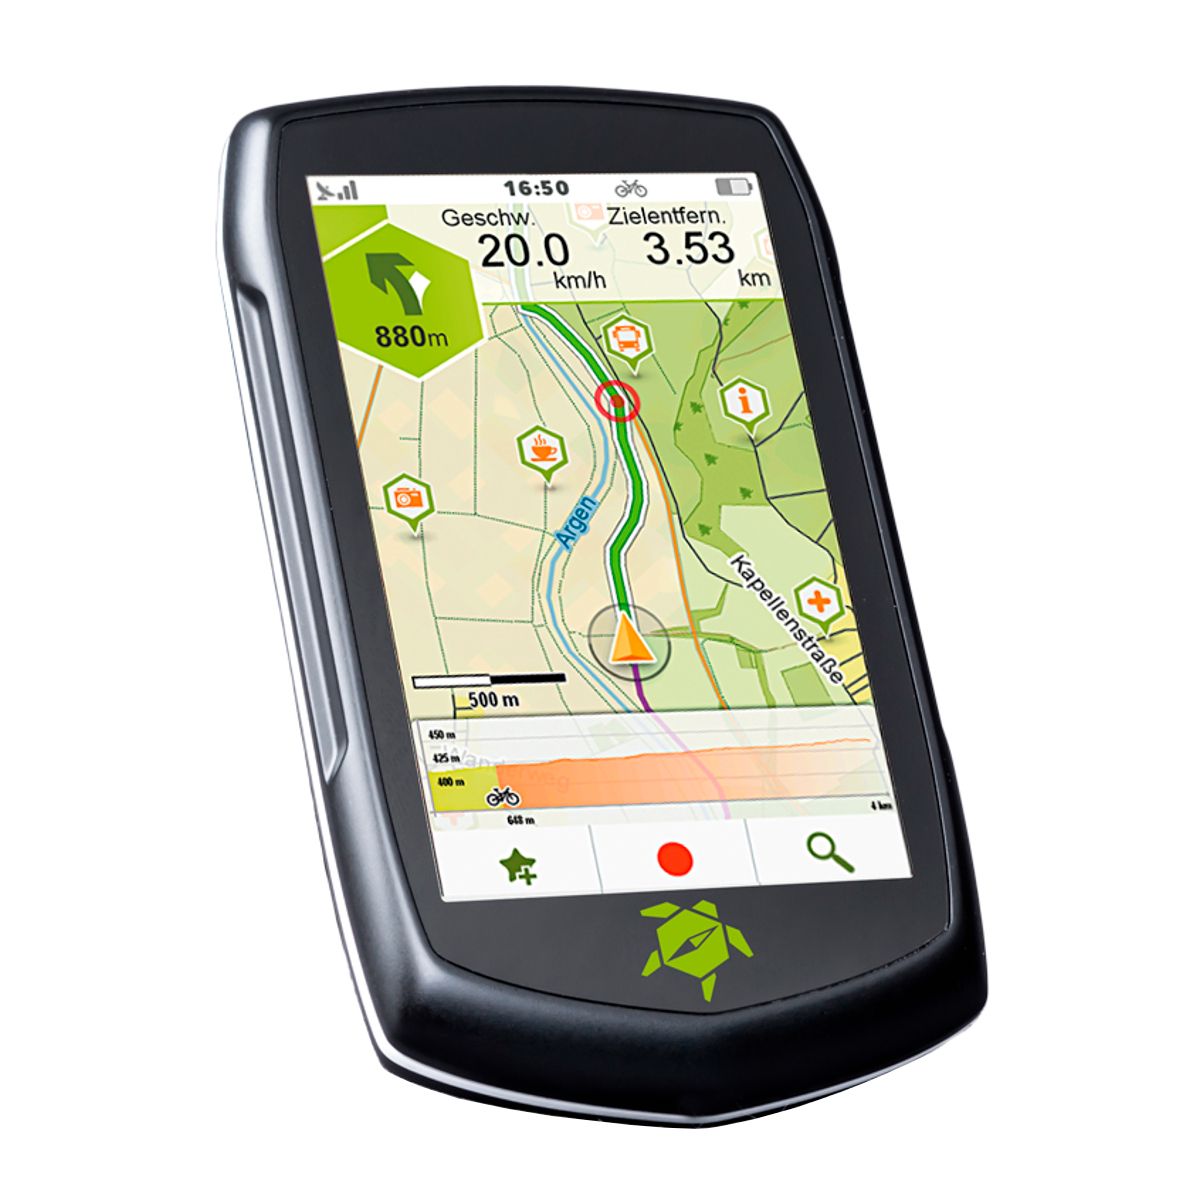 16:50
Geschw. Zielentfern.
20.0 3.53
km/h km
880m
Argen
Kapellenstraße
500 m
450 m
425 m
Wanderweg
400 m
4 km
648 m